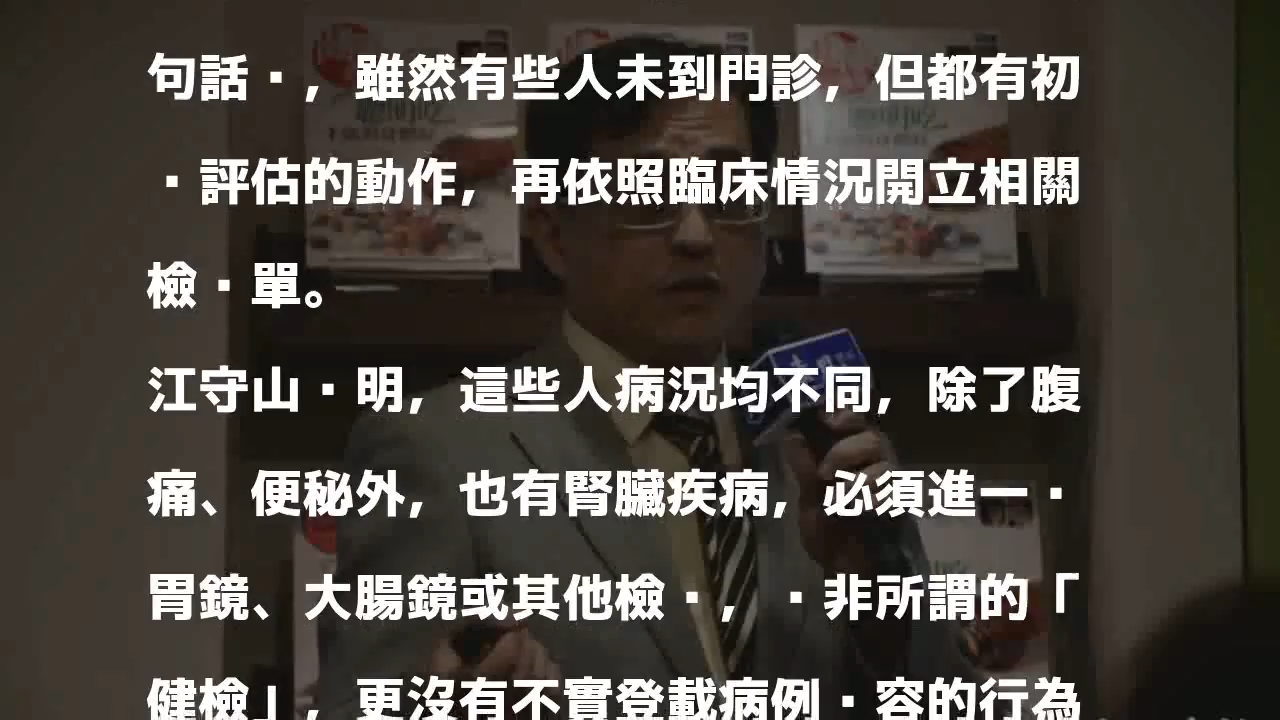 句話▪，雖然有些人未到門診，但都有初
▪評估的動作，再依照臨床情況開立相關
檢▪單。
江守山▪明，這些人病況均不同，除了腹
痛、便秘外，也有腎臟疾病，必須進一▪
胃鏡、大腸鏡或其他檢▪，▪非所謂的「
健檢」，更沒有不實登載病例▪容的行為